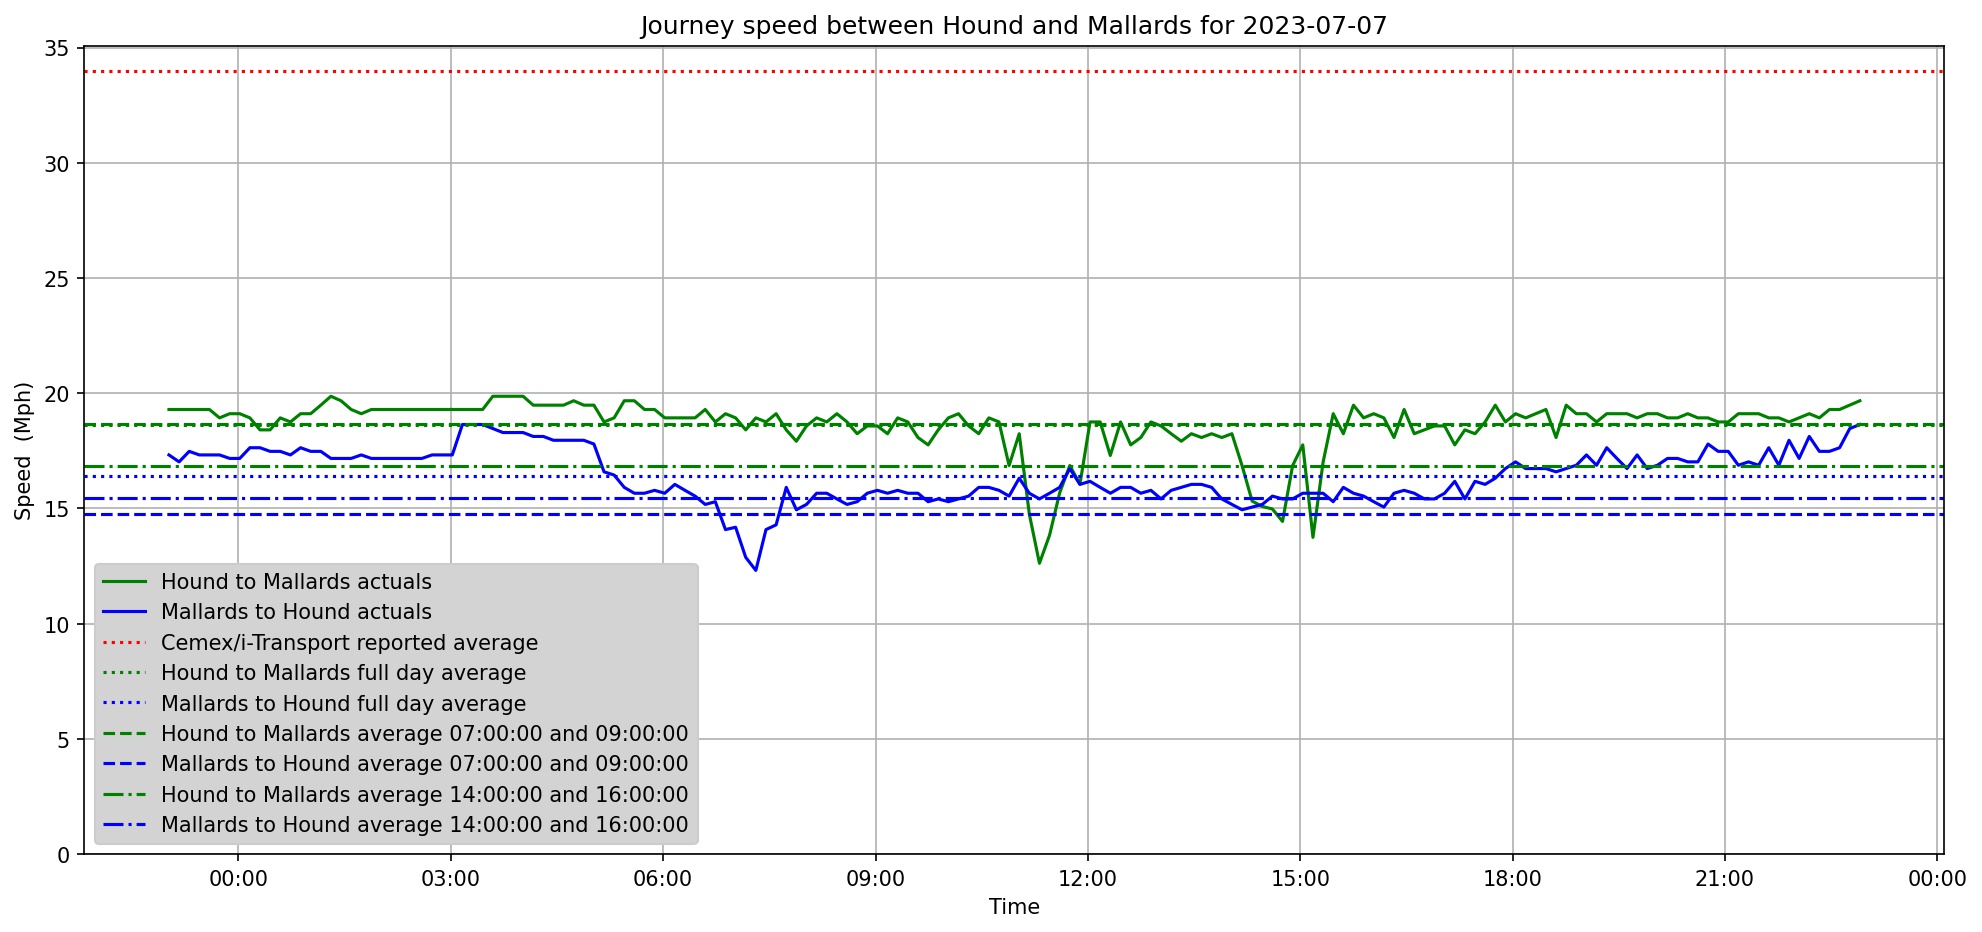 Journey speed between Hound and Mallards for 2023-07-07
35
30
25
20
15
10
5
0
Speed (Mph)
Hound to Mallards actuals
Mallards to Hound actuals
Cemex/i-Transport reported average
Hound to Mallards full day average
Mallards to Hound full day average
Hound to Mallards average 07:00:00 and 09:00:00
Mallards to Hound average 07:00:00 and 09:00:00
Hound to Mallards average 14:00:00 and 16:00:00
Mallards to Hound average 14:00:00 and 16:00:00
00:00 03:00 06:00 09:00 12:00 15:00 18:00 21:00 00:00
Time